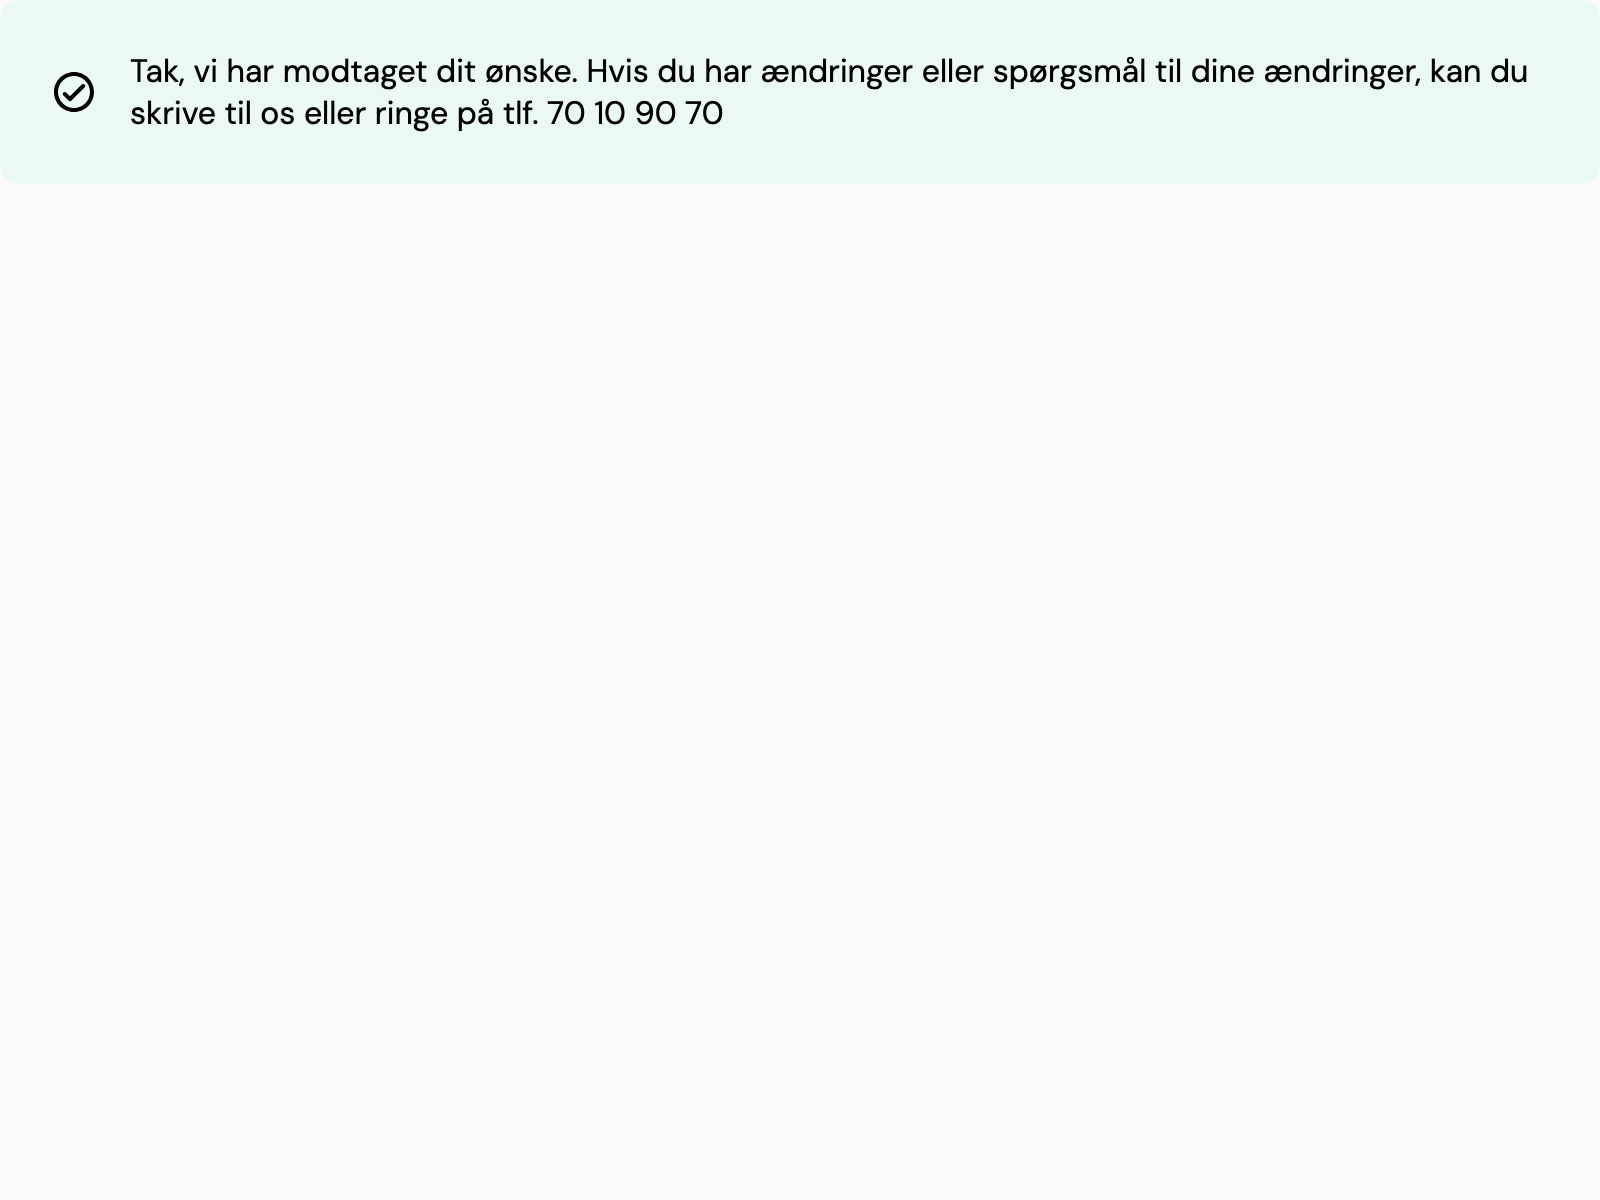 Tak, vi har modtaget dit ønske. Hvis du har ændringer eller spørgsmål til dine ændringer, kan du
skrive til os eller ringe på tlf. 70 10 90 70